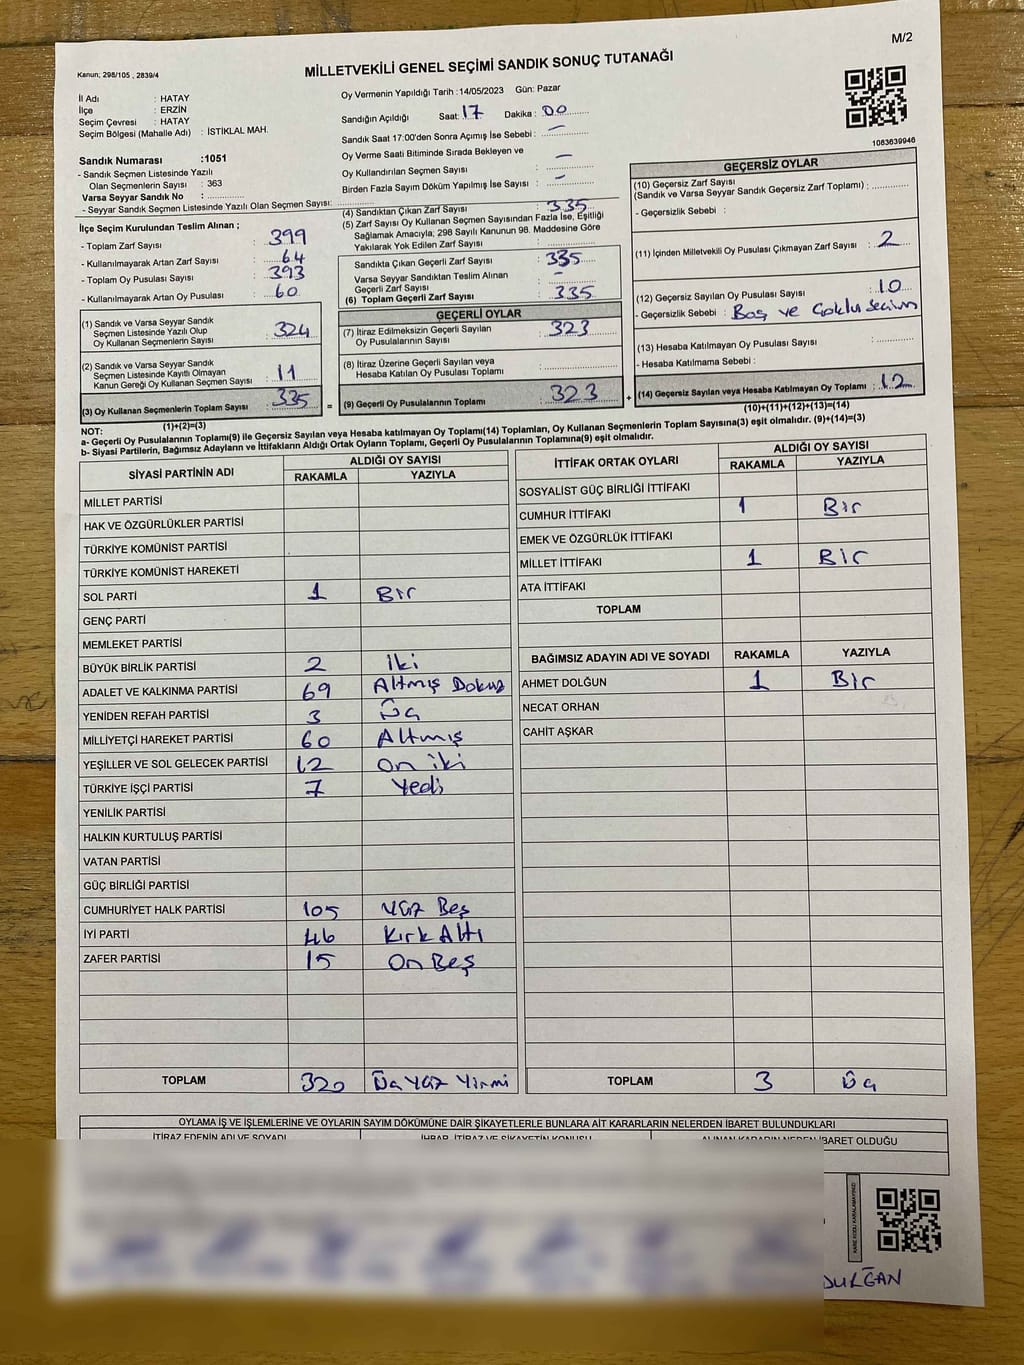 M/2
Kanun; 298/105 , 2839/4
MİLLETVEKİLİ GENEL SEÇİMİ SANDIK SONUÇ TUTANAĞI
İl Adı : HATAY
İlçe : ERZİN
Seçim Çevresi : HATAY
Seçim Bölgesi (Mahalle Adı) : İSTİKLAL MAH.
Sandık Numarası :1051
- Sandık Seçmen Listesinde Yazılı
Olan Seçmenlerin Sayısı : 363
Varsa Seyyar Sandık No :
- Seyyar Sandık Seçmen Listesinde Yazılı Olan Seçmen Sayısı:
Oy Vermenin Yapıldığı Tarih :14/05/2023 Gün: Pazar
Sandığın Açıldığı Saat: 17 Dakika : 00
Sandık Saat 17:00'den Sonra Açımış İse Sebebi : —
Oy Verme Saati Bitiminde Sırada Bekleyen ve
Oy Kullandırılan Seçmen Sayısı : —
Birden Fazla Sayım Döküm Yapılmış İse Sayısı : –
1083639946
İlçe Seçim Kurulundan Teslim Alınan ;
- Toplam Zarf Sayısı : 399
- Kullanılmayarak Artan Zarf Sayısı : 64
- Toplam Oy Pusulası Sayısı : 393
- Kullanılmayarak Artan Oy Pusulası : 60
(1) Sandık ve Varsa Seyyar Sandık
Seçmen Listesinde Yazılı Olup
Oy Kullanan Seçmenlerin Sayısı : 324
(2) Sandık ve Varsa Seyyar Sandık
Seçmen Listesinde Kayıtlı Olmayan
Kanun Gereği Oy Kullanan Seçmen Sayısı : 11
(3) Oy Kullanan Seçmenlerin Toplam Sayısı : 335
(1)+(2)=(3)
(4) Sandıktan Çıkan Zarf Sayısı : 335
(5) Zarf Sayısı Oy Kullanan Seçmen Sayısından Fazla İse, Eşitliği
Sağlamak Amacıyla, 298 Sayılı Kanunun 98. Maddesine Göre
Yakılarak Yok Edilen Zarf Sayısı :
Sandıkta Çıkan Geçerli Zarf Sayısı : 335
Varsa Seyyar Sandıktan Teslim Alınan
Geçerli Zarf Sayısı : –
(6) Toplam Geçerli Zarf Sayısı : 335
GEÇERLİ OYLAR
(7) İtiraz Edilmeksizin Geçerli Sayılan
Oy Pusulalarının Sayısı : 323
(8) İtiraz Üzerine Geçerli Sayılan veya
Hesaba Katılan Oy Pusulası Toplamı :
= (9) Geçerli Oy Pusulalarının Toplamı : 323
GEÇERSİZ OYLAR
(10) Geçersiz Zarf Sayısı
(Sandık ve Varsa Seyyar Sandık Geçersiz Zarf Toplamı) :
- Geçersizlik Sebebi :
(11) İçinden Milletvekili Oy Pusulası Çıkmayan Zarf Sayısı : 2
(12) Geçersiz Sayılan Oy Pusulası Sayısı : 10
- Geçersizlik Sebebi : Boş ve Çoklu seçim
(13) Hesaba Katılmayan Oy Pusulası Sayısı :
- Hesaba Katılmama Sebebi :
+ (14) Geçersiz Sayılan veya Hesaba Katılmayan Oy Toplamı : 12
(10)+(11)+(12)+(13)=(14)
NOT:
a- Geçerli Oy Pusulalarının Toplamı(9) ile Geçersiz Sayılan veya Hesaba katılmayan Oy Toplamı(14) Toplamları, Oy Kullanan Seçmenlerin Toplam Sayısına(3) eşit olmalıdır. (9)+(14)=(3)
b- Siyasi Partilerin, Bağımsız Adayların ve İttifakların Aldığı Ortak Oyların Toplamı, Geçerli Oy Pusulalarının Toplamına(9) eşit olmalıdır.
SİYASİ PARTİNİN ADI ALDIĞI OY SAYISI
RAKAMLA YAZIYLA
MİLLET PARTİSİ
HAK VE ÖZGÜRLÜKLER PARTİSİ
TÜRKİYE KOMÜNİST PARTİSİ
TÜRKİYE KOMÜNİST HAREKETİ
SOL PARTİ 1 Bir
GENÇ PARTİ
MEMLEKET PARTİSİ
BÜYÜK BİRLİK PARTİSİ 2 İki
ADALET VE KALKINMA PARTİSİ 69 Altmış Dokuz
YENİDEN REFAH PARTİSİ 3 Üç
MİLLİYETÇİ HAREKET PARTİSİ 60 Altmış
YEŞİLLER VE SOL GELECEK PARTİSİ 12 On iki
TÜRKİYE İŞÇİ PARTİSİ 7 Yedi
YENİLİK PARTİSİ
HALKIN KURTULUŞ PARTİSİ
VATAN PARTİSİ
GÜÇ BİRLİĞİ PARTİSİ
CUMHURİYET HALK PARTİSİ 105 Yüz Beş
İYİ PARTİ 46 Kırk Altı
ZAFER PARTİSİ 15 On Beş
TOPLAM 320 Üç Yüz Yirmi
İTTİFAK ORTAK OYLARI ALDIĞI OY SAYISI
RAKAMLA YAZIYLA
SOSYALİST GÜÇ BİRLİĞİ İTTİFAKI
CUMHUR İTTİFAKI 1 Bir
EMEK VE ÖZGÜRLÜK İTTİFAKI
MİLLET İTTİFAKI 1 Bir
ATA İTTİFAKI
TOPLAM
BAĞIMSIZ ADAYIN ADI VE SOYADI RAKAMLA YAZIYLA
AHMET DOLĞUN 1 Bir
NECAT ORHAN
CAHİT AŞKAR
TOPLAM 3 Üç
OYLAMA İŞ VE İŞLEMLERİNE VE OYLARIN SAYIM DÖKÜMÜNE DAİR ŞİKAYETLERLE BUNLARA AİT KARARLARIN NELERDEN İBARET BULUNDUKLARI
İTİRAZ EDENİN ADI VE SOYADI İHBAR, İTİRAZ VE ŞİKAYETİN KONUSU ALINAN KARARIN NEDEN İBARET OLDUĞU
KARE KODU KARALAMAYINIZ!